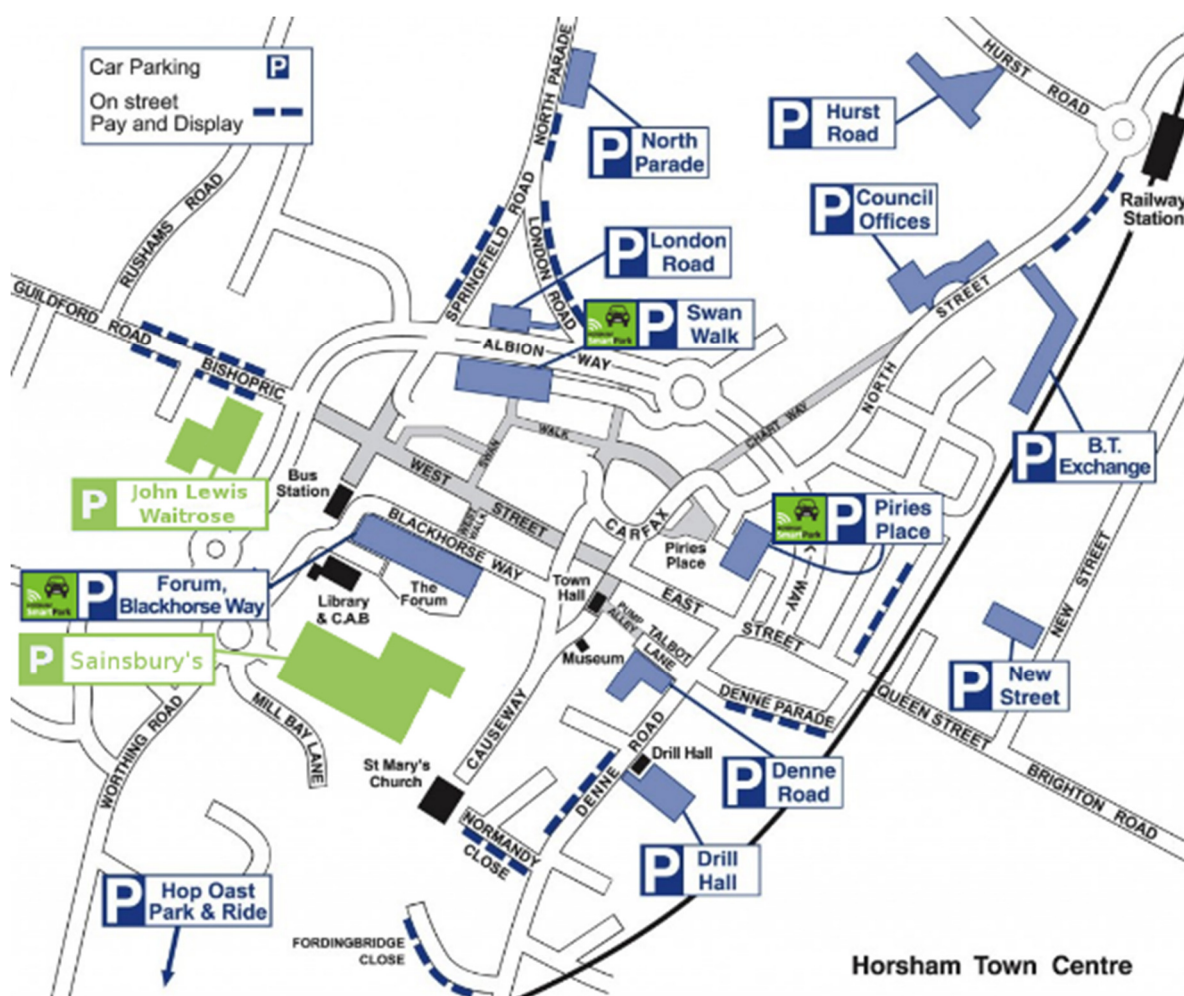 Car Parking
P
On street
Pay and Display
NORTH PARADE
HURST ROAD
P
North
Parade
P
Hurst
Road
Railway
Station
P
Council
Offices
RUSHAMS ROAD
SPRINGFIELD ROAD
LONDON ROAD
P
London
Road
GUILDFORD ROAD
SmartPark
P
Swan
Walk
NORTH STREET
ALBION WAY
BISHOPRIC
CHART WAY
SWAN WALK
P
B.T.
Exchange
Bus
Station
WEST STREET
P
John Lewis
Waitrose
CARFAX
SmartPark
P
Piries
Place
BLACKHORSE WAY
WEST WALK
Piries
Place
WAY
NEW STREET
SmartPark
P
Forum,
Blackhorse Way
Library
& C.A.B
The
Forum
Town
Hall
PUMP
ALLEY
EAST STREET
TALBOT
LANE
Museum
P
Sainsbury's
P
New
Street
MILL BAY LANE
DENNE PARADE
QUEEN STREET
WORTHING ROAD
CAUSEWAY
St Mary's
Church
DENNE ROAD
Drill Hall
P
Denne
Road
BRIGHTON ROAD
NORMANDY
CLOSE
P
Drill
Hall
P
Hop Oast
Park & Ride
FORDINGBRIDGE
CLOSE
Horsham Town Centre